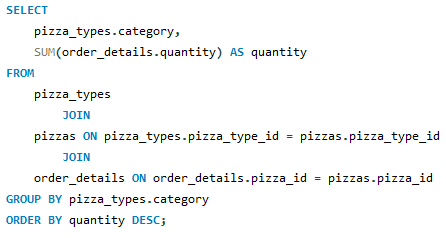 SELECT
pizza_types.category,
SUM(order_details.quantity) AS quantity
FROM
pizza_types
JOIN
pizzas ON pizza_types.pizza_type_id = pizzas.pizza_type_id
JOIN
order_details ON order_details.pizza_id = pizzas.pizza_id
GROUP BY pizza_types.category
ORDER BY quantity DESC;